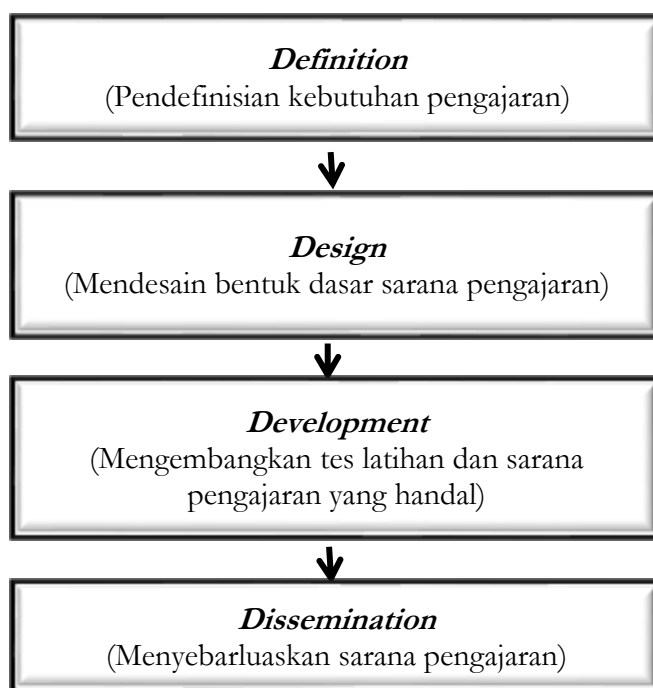 Definition
(Pendefinisian kebutuhan pengajaran)
Design
(Mendesain bentuk dasar sarana pengajaran)
Development
(Mengembangkan tes latihan dan sarana
pengajaran yang handal)
Dissemination
(Menyebarluaskan sarana pengajaran)